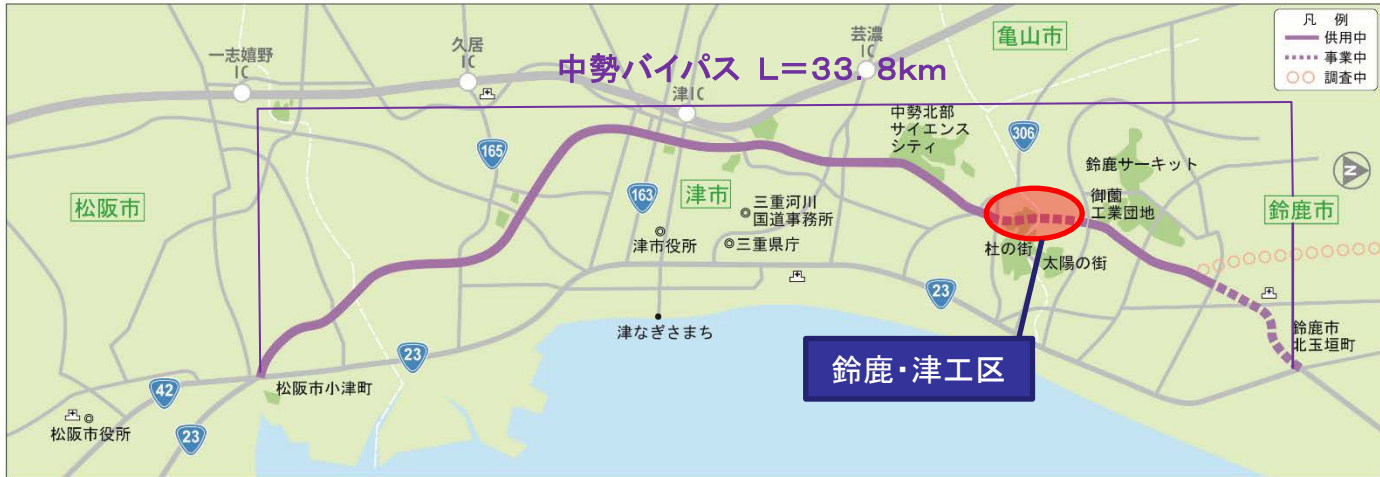 凡 例
供用中
事業中
調査中
一志嬉野
IC
久居
IC
芸濃
IC
亀山市
中勢バイパス L=33.8km
津IC
中勢北部
サイエンス
シティ
306
165
鈴鹿サーキット
N
163
御薗
工業団地
松阪市
津市
三重河川
国道事務所
鈴鹿市
津市役所
三重県庁
杜の街
太陽の街
23
津なぎさまち
鈴鹿市
北玉垣町
23
鈴鹿・津工区
松阪市小津町
42
松阪市役所
23